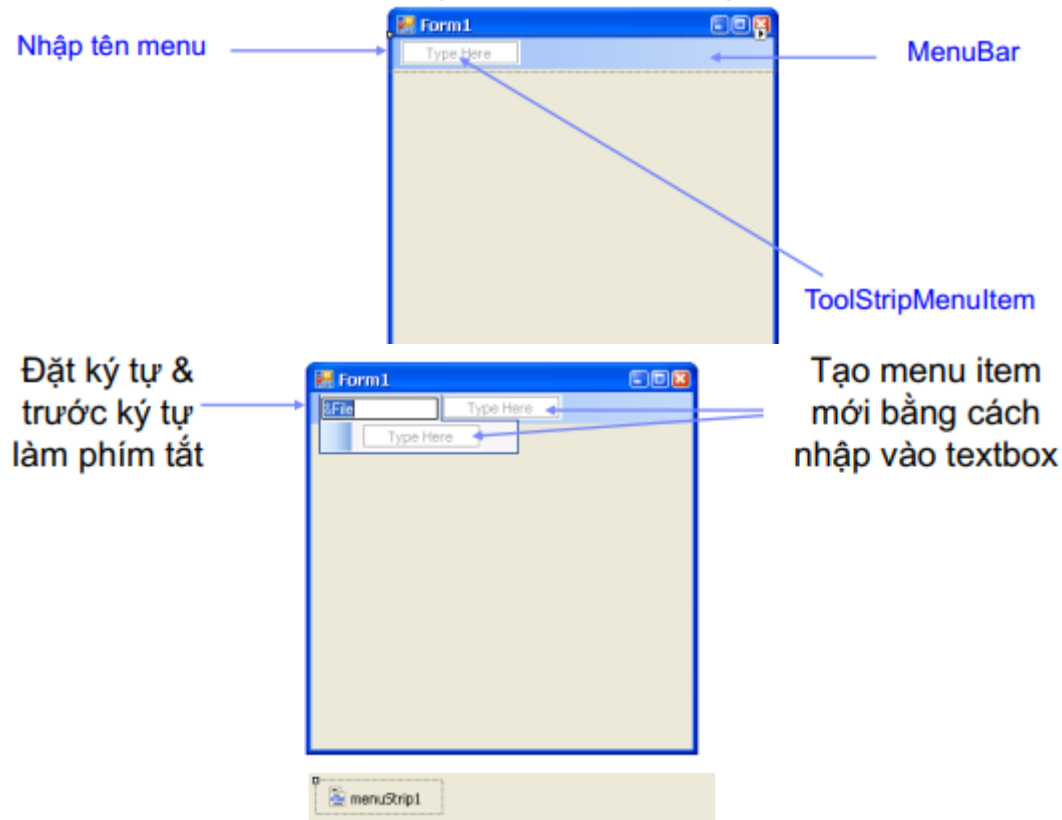 Form1
Nhập tên menu
Type Here
MenuBar
ToolStripMenuItem
Đặt ký tự &
trước ký tự
làm phím tắt
Form1
&File
Type Here
Type Here
Tạo menu item
mới bằng cách
nhập vào textbox
menuStrip1